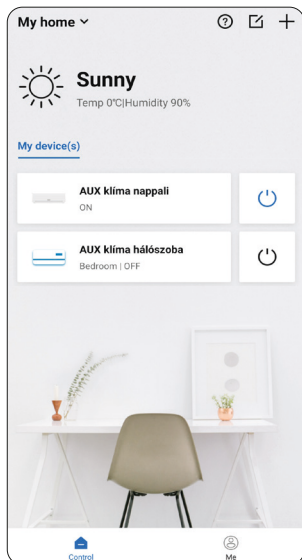 My home
Sunny
Temp 0°C|Humidity 90%
My device(s)
AUX klíma nappali
ON
AUX klíma hálószoba
Bedroom | OFF
Control
Me